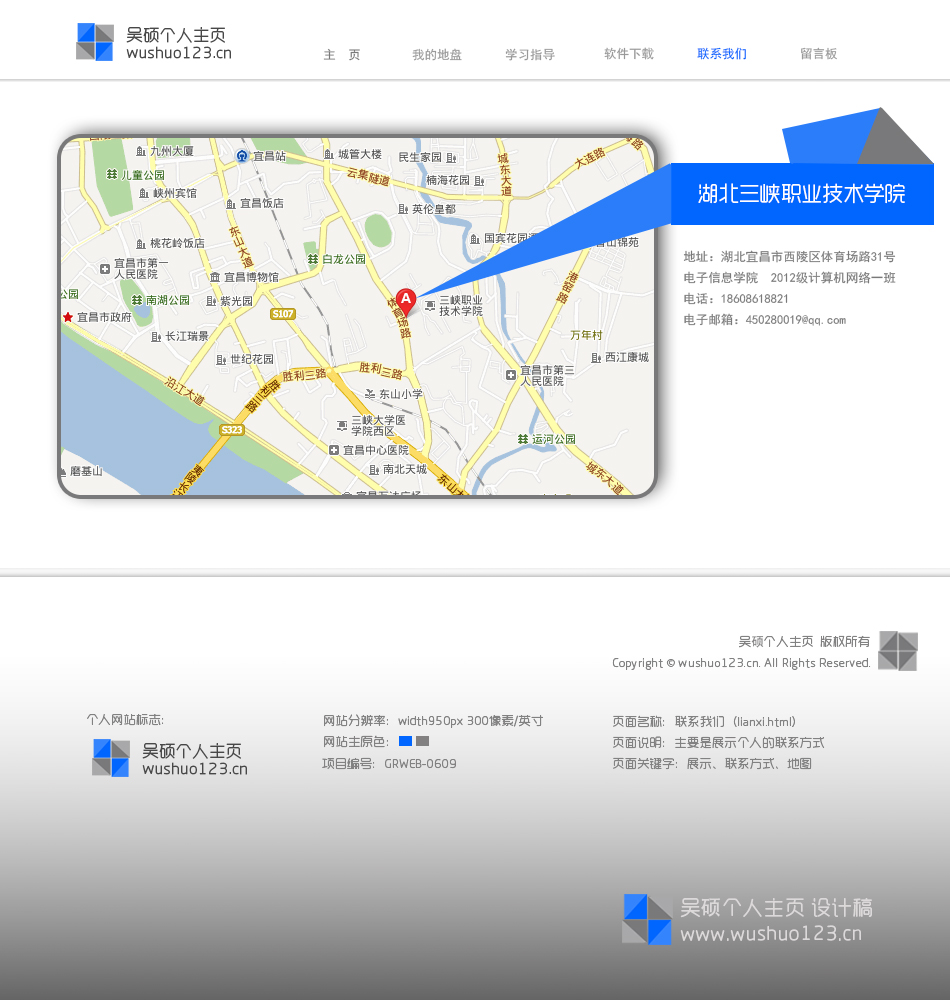 吴硕个人主页
wushuo123.cn
主 页 我的地盘 学习指导 软件下载 联系我们 留言板
九州大厦
宜昌站
城管大楼
民生家园
城东大道
大连路
儿童公园
云集隧道
楠海花园
峡州宾馆
宜昌饭店
英伦皇都
东山大道
桃花岭饭店
国宾花园
宜昌市第一
人民医院
白龙公园
宜昌博物馆
港窑路
公园
南湖公园
紫光园
A
三峡职业
技术学院
体育场路
宜昌市政府
S107
长江瑞景
万年村
世纪花园
西江康城
胜利三路
胜利三路
宜昌市第三
人民医院
沿江大道
胜利三路
东山小学
S323
三峡大学医
学院西区
运河公园
宜昌中心医院
磨基山
南北天城
夷陵长江
东山大
城东大道
湖北三峡职业技术学院
地址：湖北宜昌市西陵区体育场路31号
电子信息学院 2012级计算机网络一班
电话：18608618821
电子邮箱：450280019@qq.com
吴硕个人主页 版权所有
Copyright © wushuo123.cn. All Rights Reserved.
个人网站标志：
吴硕个人主页
wushuo123.cn
网站分辨率： width950px 300像素/英寸
网站主原色：
项目编号： GRWEB-0609
页面名称： 联系我们（lianxi.html）
页面说明： 主要是展示个人的联系方式
页面关键字： 展示、联系方式、地图
吴硕个人主页 设计稿
www.wushuo123.cn